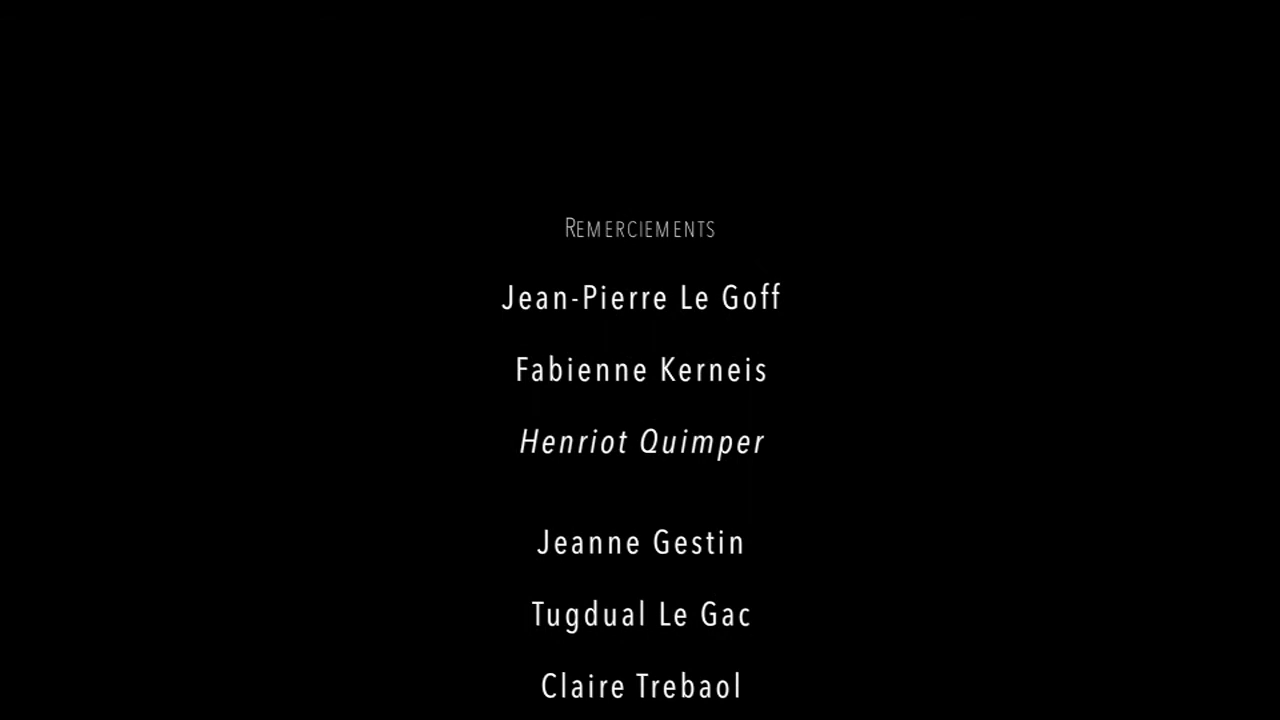 Remerciements
Jean-Pierre Le Goff
Fabienne Kerneis
Henriot Quimper
Jeanne Gestin
Tugdual Le Gac
Claire Trebaol